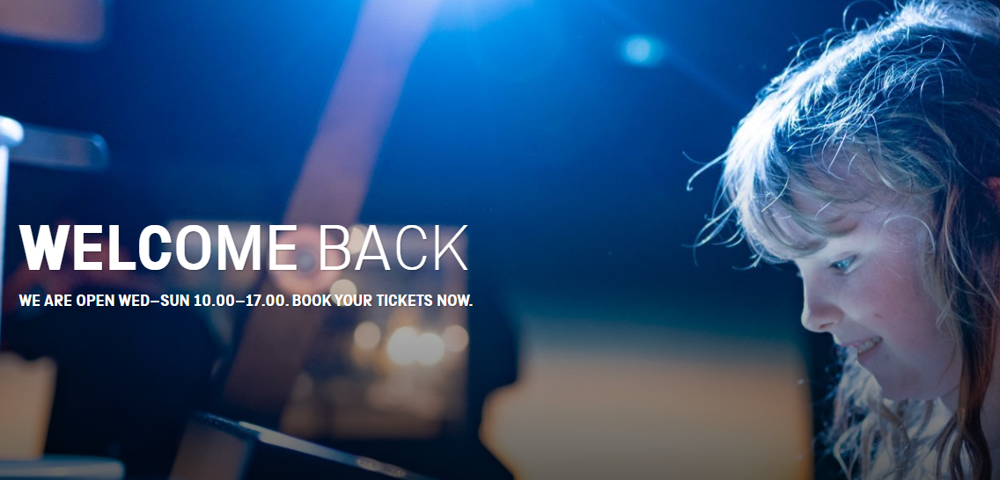 WELCOME BACK
WE ARE OPEN WED–SUN 10.00–17.00. BOOK YOUR TICKETS NOW.